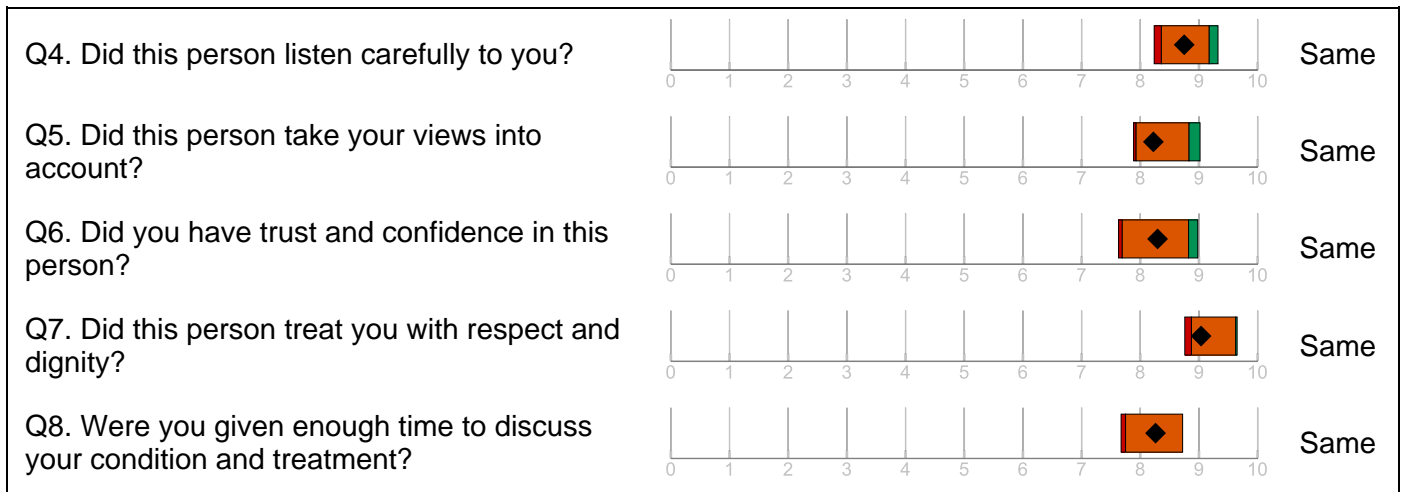 Q4. Did this person listen carefully to you?
0 1 2 3 4 5 6 7 8 9 10
Same
Q5. Did this person take your views into
account?
0 1 2 3 4 5 6 7 8 9 10
Same
Q6. Did you have trust and confidence in this
person?
0 1 2 3 4 5 6 7 8 9 10
Same
Q7. Did this person treat you with respect and
dignity?
0 1 2 3 4 5 6 7 8 9 10
Same
Q8. Were you given enough time to discuss
your condition and treatment?
0 1 2 3 4 5 6 7 8 9 10
Same